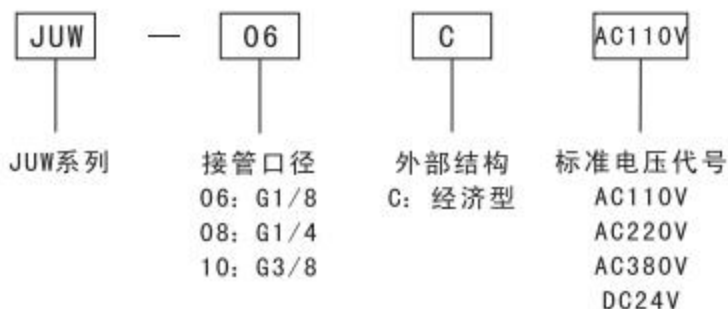 JUW — 06 C AC110V
JUW系列 接管口径 外部结构 标准电压代号
06: G1/8 C: 经济型 AC110V
08: G1/4 AC220V
10: G3/8 AC380V
DC24V